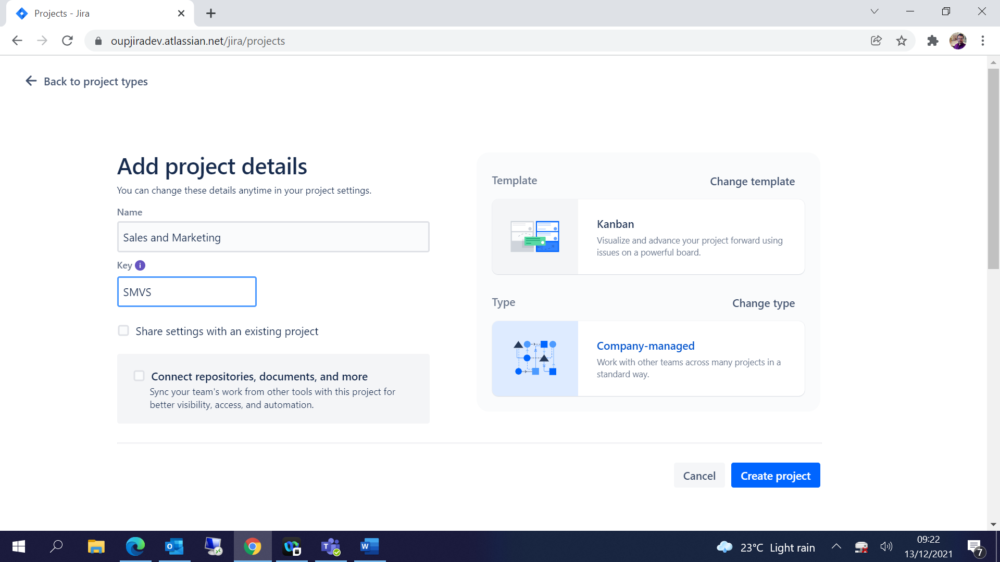 Projects - Jira
oupjiradev.atlassian.net/jira/projects
Back to project types
Add project details
You can change these details anytime in your project settings.
Name
Sales and Marketing
Key
SMVS
Share settings with an existing project
Connect repositories, documents, and more
Sync your team's work from other tools with this project for
better visibility, access, and automation.
Template
Change template
Kanban
Visualize and advance your project forward using
issues on a powerful board.
Type
Change type
Company-managed
Work with other teams across many projects in a
standard way.
Cancel
Create project
23°C Light rain
09:22
13/12/2021
7